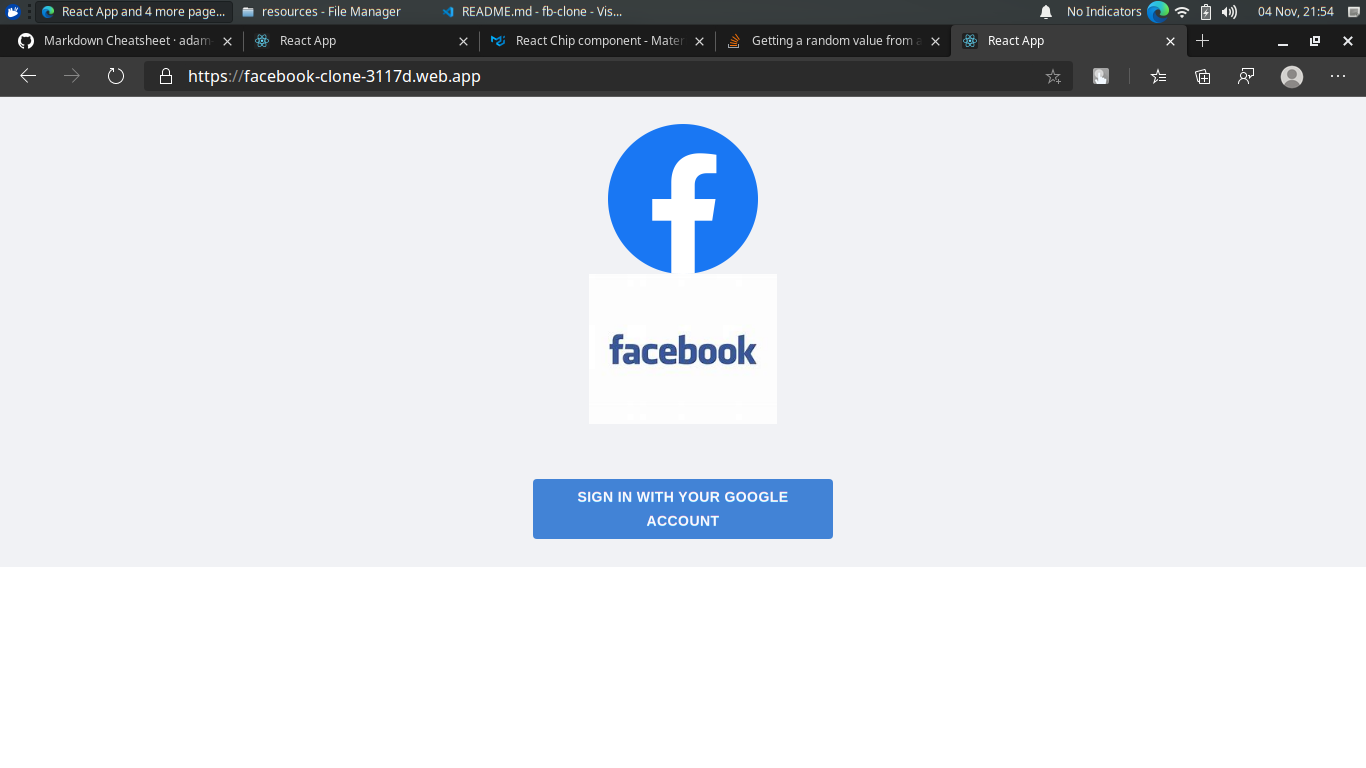 React App and 4 more page...
resources - File Manager
README.md - fb-clone - Vis...
No Indicators
04 Nov, 21:54
Markdown Cheatsheet · adam
React App
React Chip component - Mater
Getting a random value from a
React App
https://facebook-clone-3117d.web.app
facebook
SIGN IN WITH YOUR GOOGLE
ACCOUNT